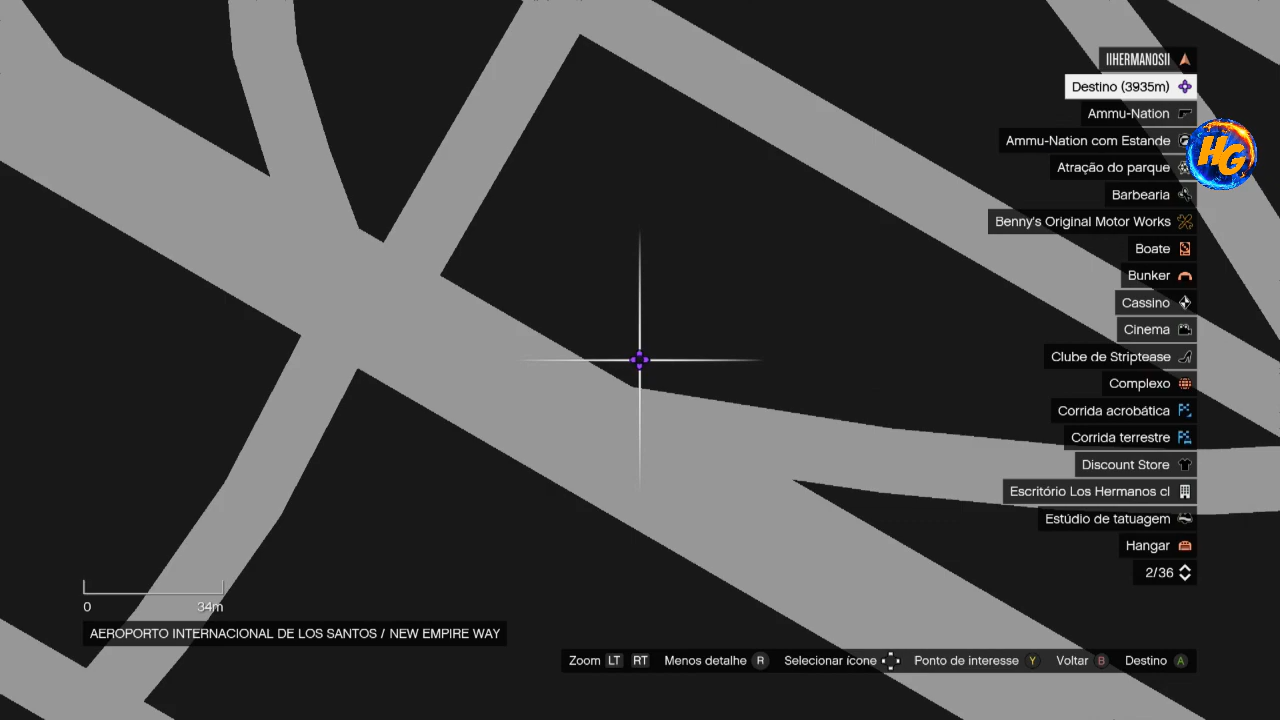 IIHERMANOSII
Destino (3935m)
Ammu-Nation
Ammu-Nation com Estande
HG
Atração do parque
Barbearia
Benny's Original Motor Works
Boate
Bunker
Cassino
Cinema
Clube de Striptease
Complexo
Corrida acrobática
Corrida terrestre
Discount Store
Escritório Los Hermanos cl
Estúdio de tatuagem
Hangar
2/36
0 34m
AEROPORTO INTERNACIONAL DE LOS SANTOS / NEW EMPIRE WAY
Zoom LT RT Menos detalhe R Selecionar ícone Ponto de interesse Y Voltar B Destino A